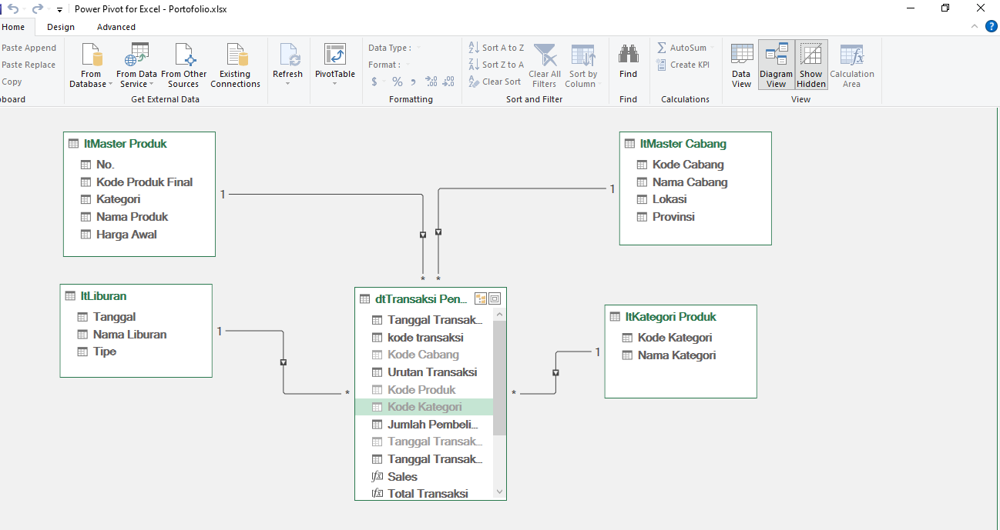 Power Pivot for Excel - Portofolio.xlsx
Home Design Advanced ?
Paste Append
Paste Replace
Copy
board
From Database
From Data Service
From Other Sources
Existing Connections
Get External Data
Refresh
PivotTable
Data Type :
Format :
$ % ,
Formatting
Sort A to Z
Sort Z to A
Clear Sort
Clear All Filters
Sort by Column
Sort and Filter
Find
Find
AutoSum
Create KPI
Calculations
Data View
Diagram View
Show Hidden
Calculation Area
View
ltMaster Produk
No.
Kode Produk Final
Kategori
Nama Produk
Harga Awal
1
*
ltMaster Cabang
Kode Cabang
Nama Cabang
Lokasi
Provinsi
1
*
ltLiburan
Tanggal
Nama Liburan
Tipe
1
*
dtTransaksi Pen...
Tanggal Transak...
kode transaksi
Kode Cabang
Urutan Transaksi
Kode Produk
Kode Kategori
Jumlah Pembeli...
Tanggal Transak...
Tanggal Transak...
fx Sales
fx Total Transaksi
ltKategori Produk
Kode Kategori
Nama Kategori
1
*